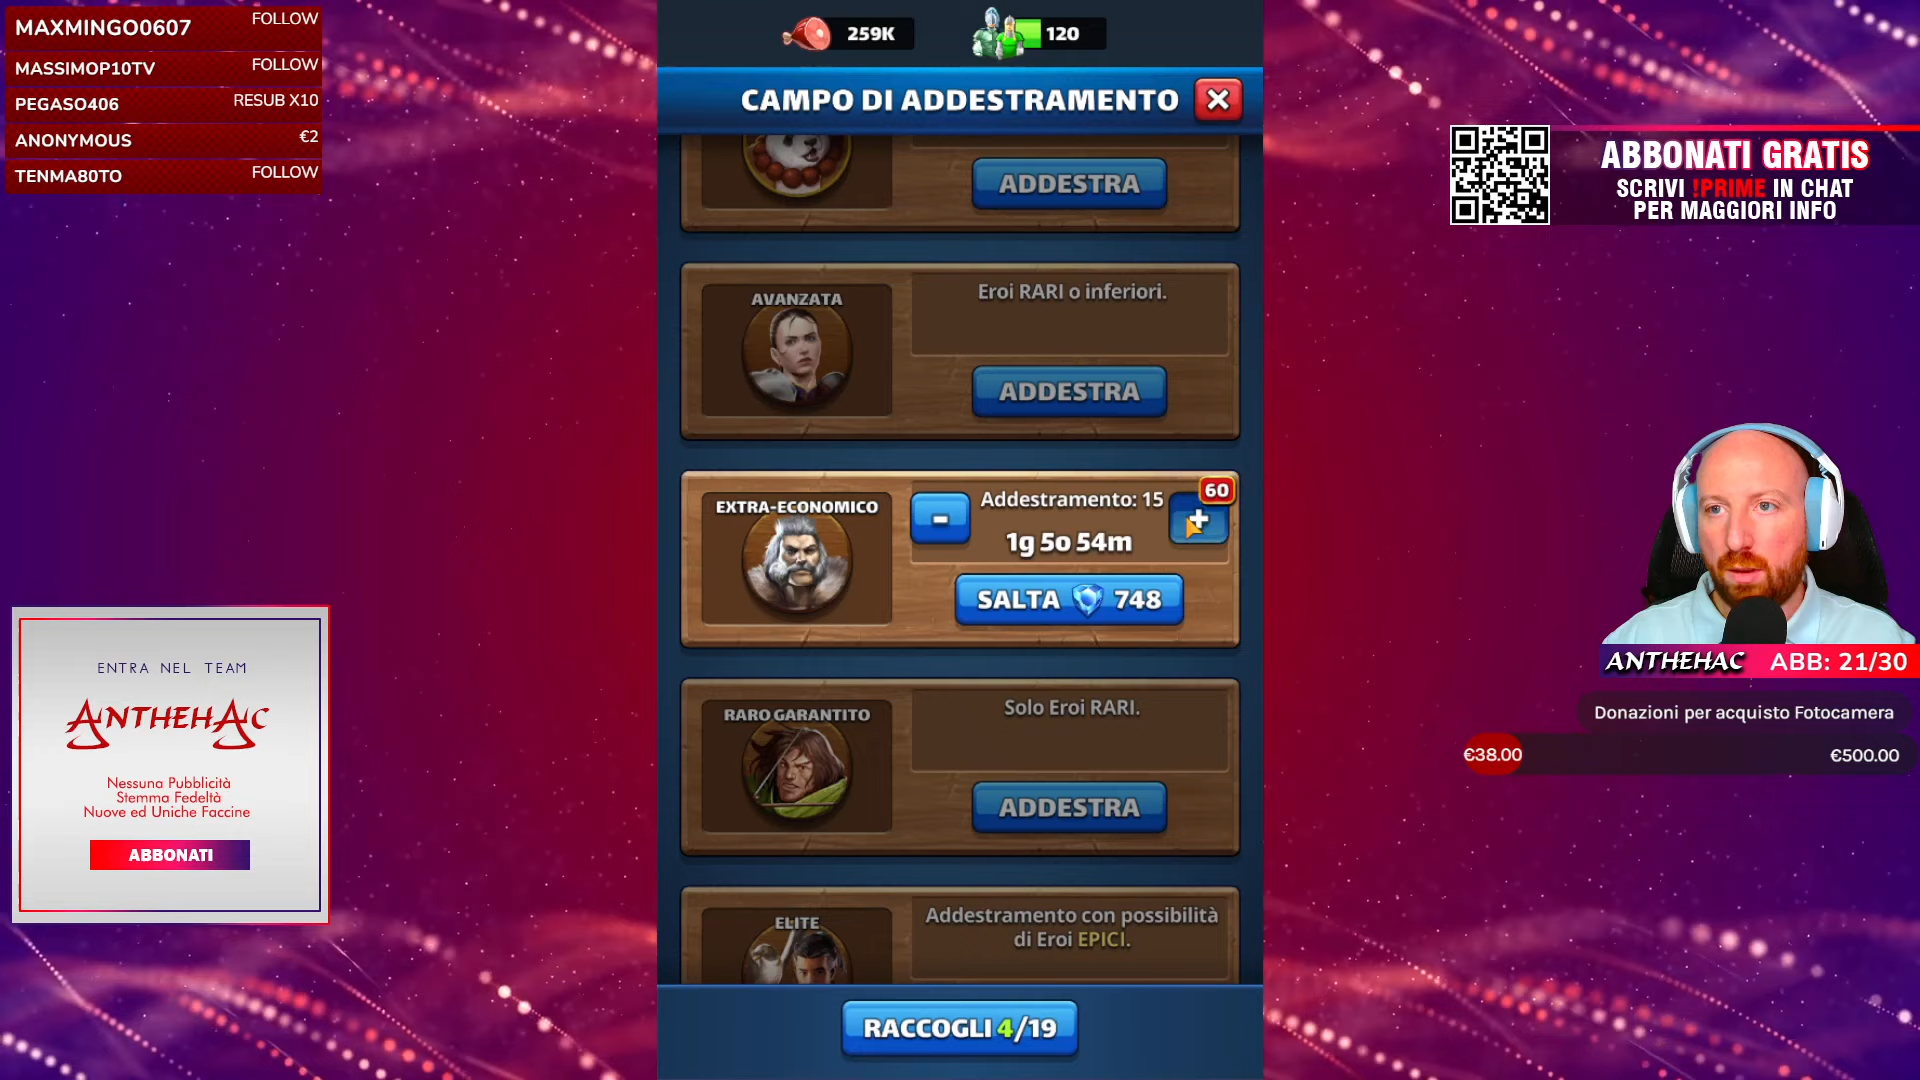 MAXMINGO0607 FOLLOW
MASSIMOP10TV FOLLOW
PEGASO406 RESUB X10
ANONYMOUS €2
TENMA80TO FOLLOW
259K
120
CAMPO DI ADDESTRAMENTO
ADDESTRA
AVANZATA
Eroi RARI o inferiori.
ADDESTRA
EXTRA-ECONOMICO
-
Addestramento: 15
60
+
1g 5o 54m
SALTA 748
RARO GARANTITO
Solo Eroi RARI.
ADDESTRA
ELITE
Addestramento con possibilità
di Eroi EPICI.
RACCOGLI 4/19
ABBONATI GRATIS
SCRIVI !PRIME IN CHAT
PER MAGGIORI INFO
ANTHEHAC ABB: 21/30
Donazioni per acquisto Fotocamera
€38.00 €500.00
ENTRA NEL TEAM
ANTHEHAC
Nessuna Pubblicità
Stemma Fedeltà
Nuove ed Uniche Faccine
ABBONATI